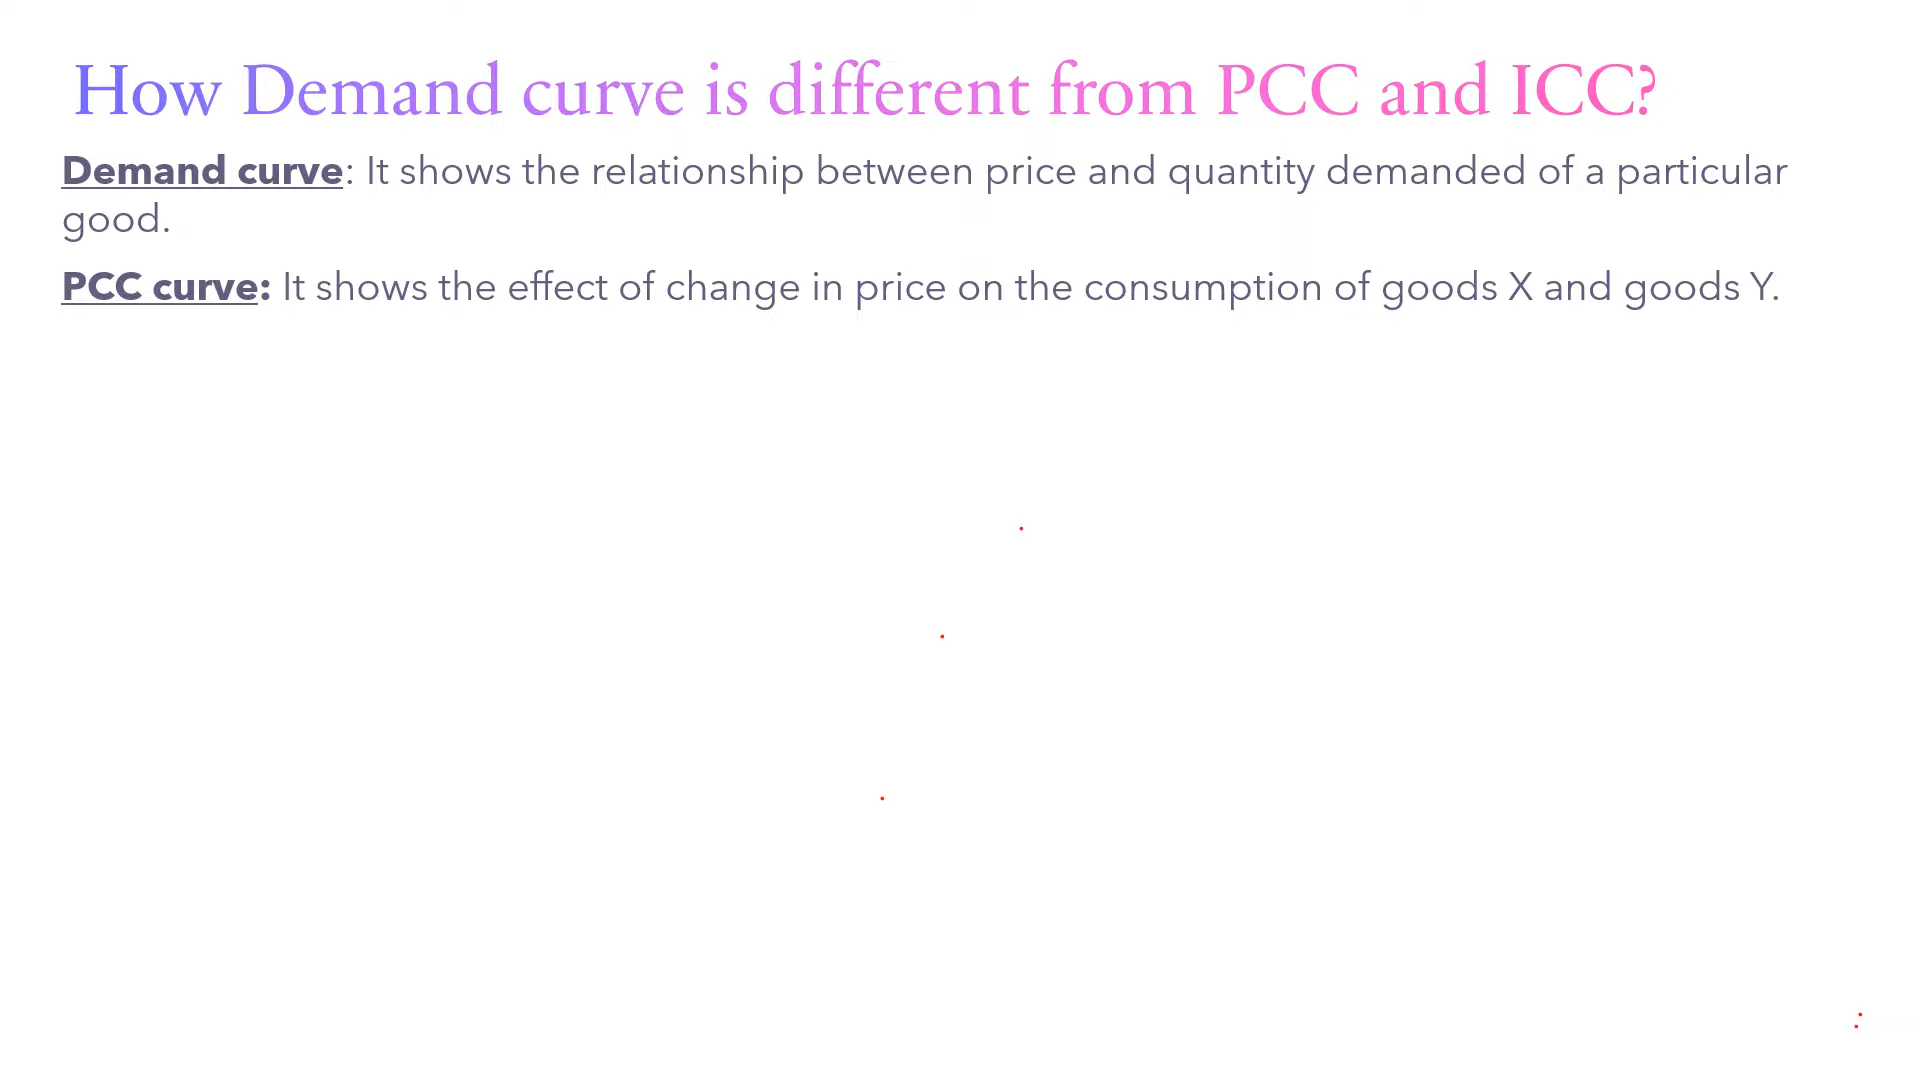 How Demand curve is different from PCC and ICC?
Demand curve: It shows the relationship between price and quantity demanded of a particular
good.
PCC curve: It shows the effect of change in price on the consumption of goods X and goods Y.